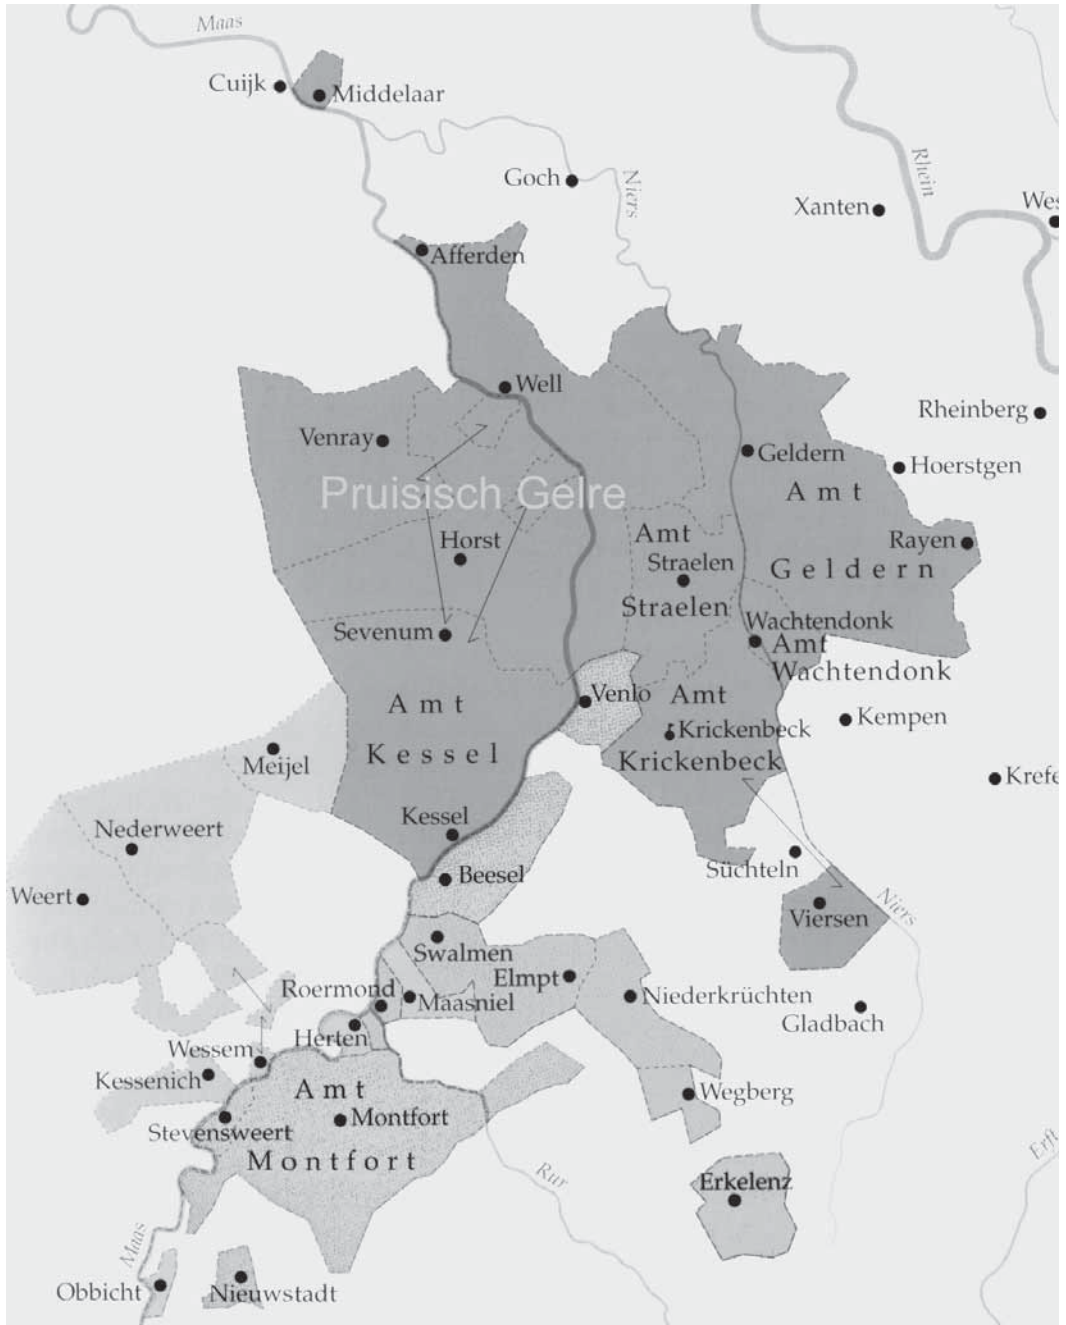 Maas
Cuijk
Middelaar
Goch
Niers
Rhein
Xanten
Wes
Afferden
Well
Rheinberg
Venray
Geldern
Hoerstgen
Pruisisch Gelre
Amt
Geldern
Horst
Amt
Straelen
Straelen
Rayen
Sevenum
Wachtendonk
Amt
Wachtendonk
Venlo
Amt
Krickenbeck
Krickenbeck
Kempen
Amt
Kessel
Meijel
Krefe
Kessel
Nederweert
Süchteln
Beesel
Weert
Viersen
Niers
Swalmen
Elmpt
Roermond
Maasniel
Niederkrüchten
Gladbach
Herten
Wessem
Kessenich
Amt
Montfort
Montfort
Wegberg
Stevensweert
Erft
Rur
Erkelenz
Maas
Obbicht
Nieuwstadt